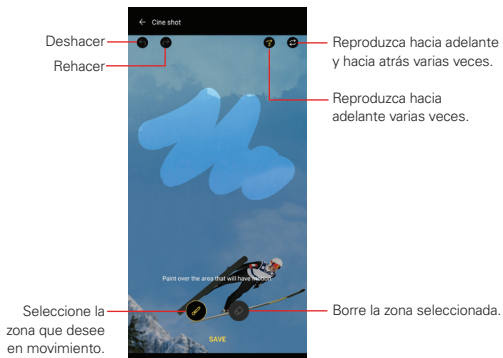 Cine shot
Deshacer
Rehacer
Reproduzca hacia adelante
y hacia atrás varias veces.
Reproduzca hacia
adelante varias veces.
Paint over the area that will have motion.
Seleccione la
zona que desee
en movimiento.
Borre la zona seleccionada.
SAVE